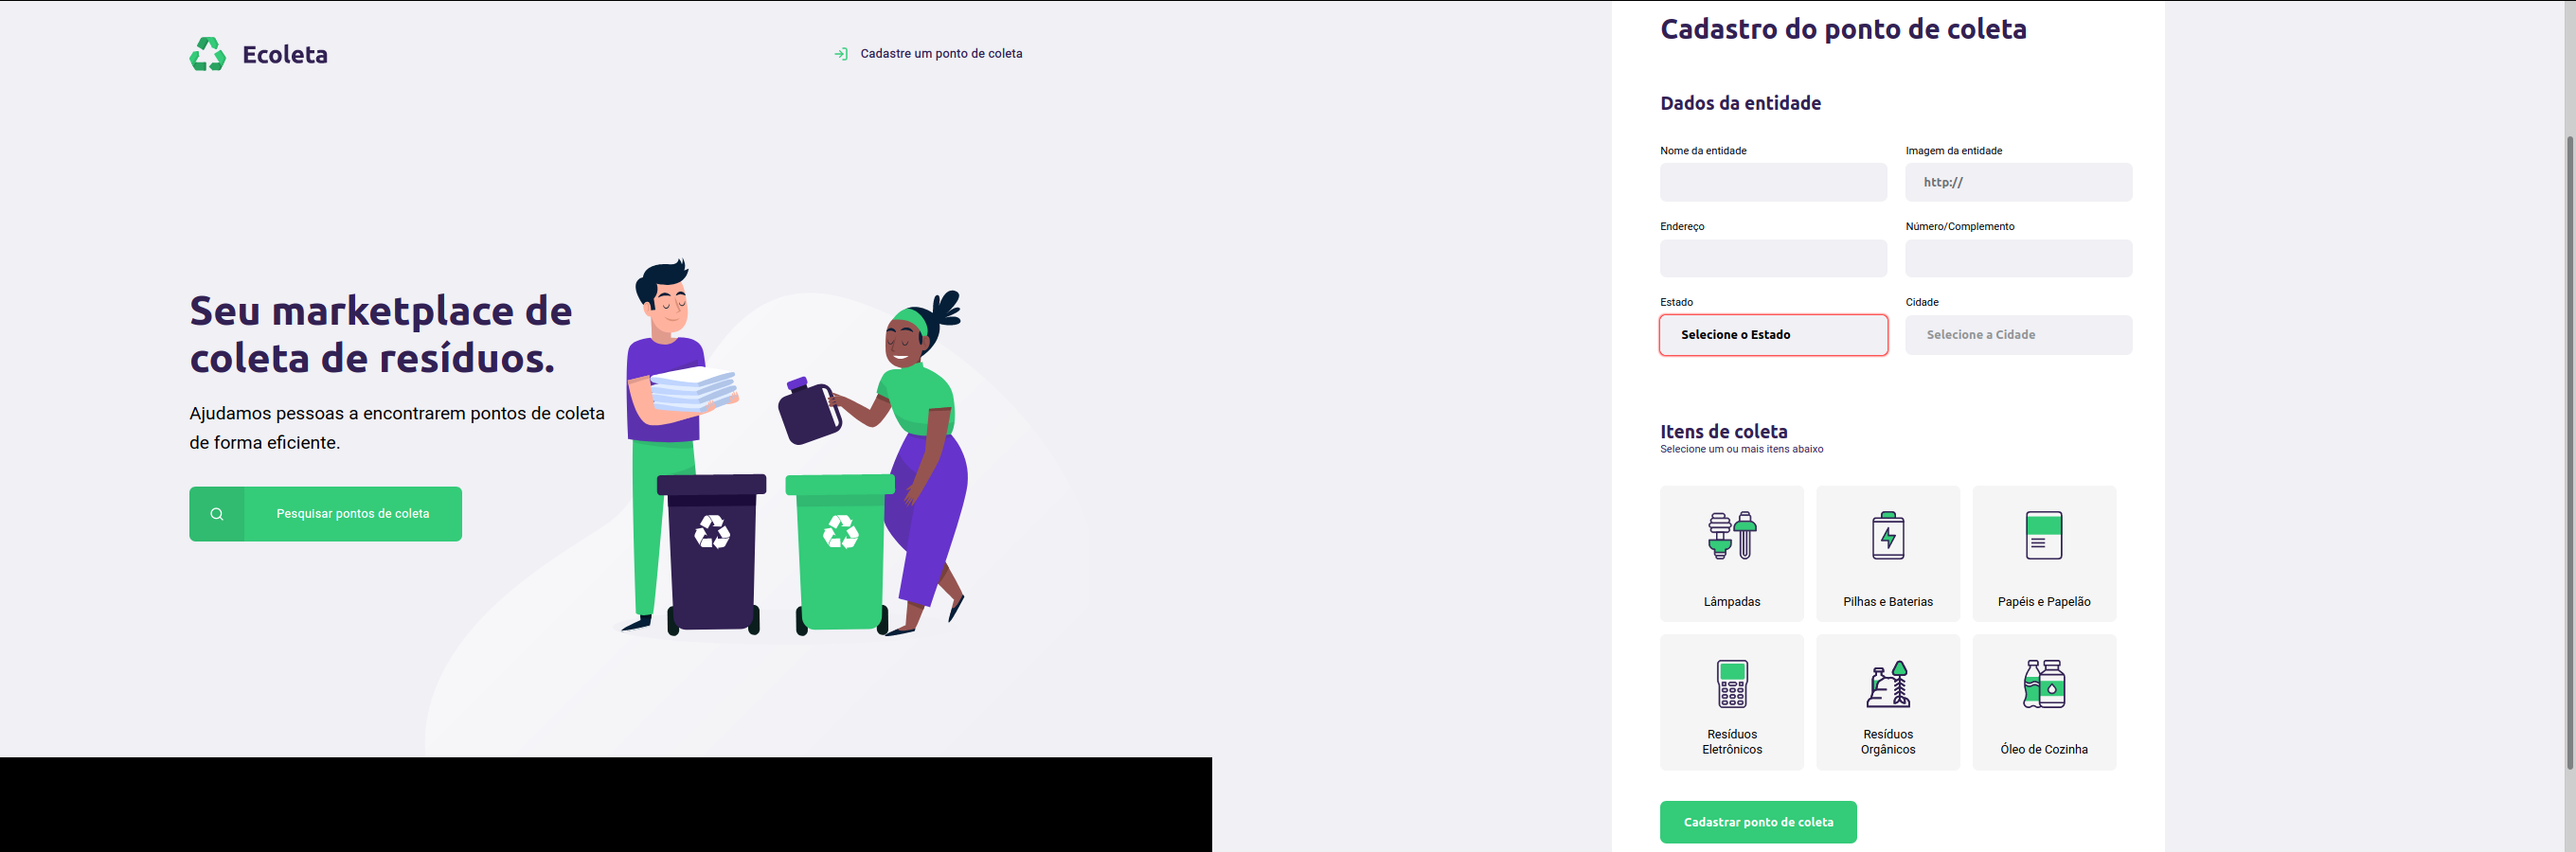 Ecoleta
Cadastre um ponto de coleta
Seu marketplace de
coleta de resíduos.
Ajudamos pessoas a encontrarem pontos de coleta
de forma eficiente.
Pesquisar pontos de coleta
Cadastro do ponto de coleta
Dados da entidade
Nome da entidade
Imagem da entidade
http://
Endereço
Número/Complemento
Estado
Cidade
Selecione o Estado
Selecione a Cidade
Itens de coleta
Selecione um ou mais itens abaixo
Lâmpadas
Pilhas e Baterias
Papéis e Papelão
Resíduos
Eletrônicos
Resíduos
Orgânicos
Óleo de Cozinha
Cadastrar ponto de coleta